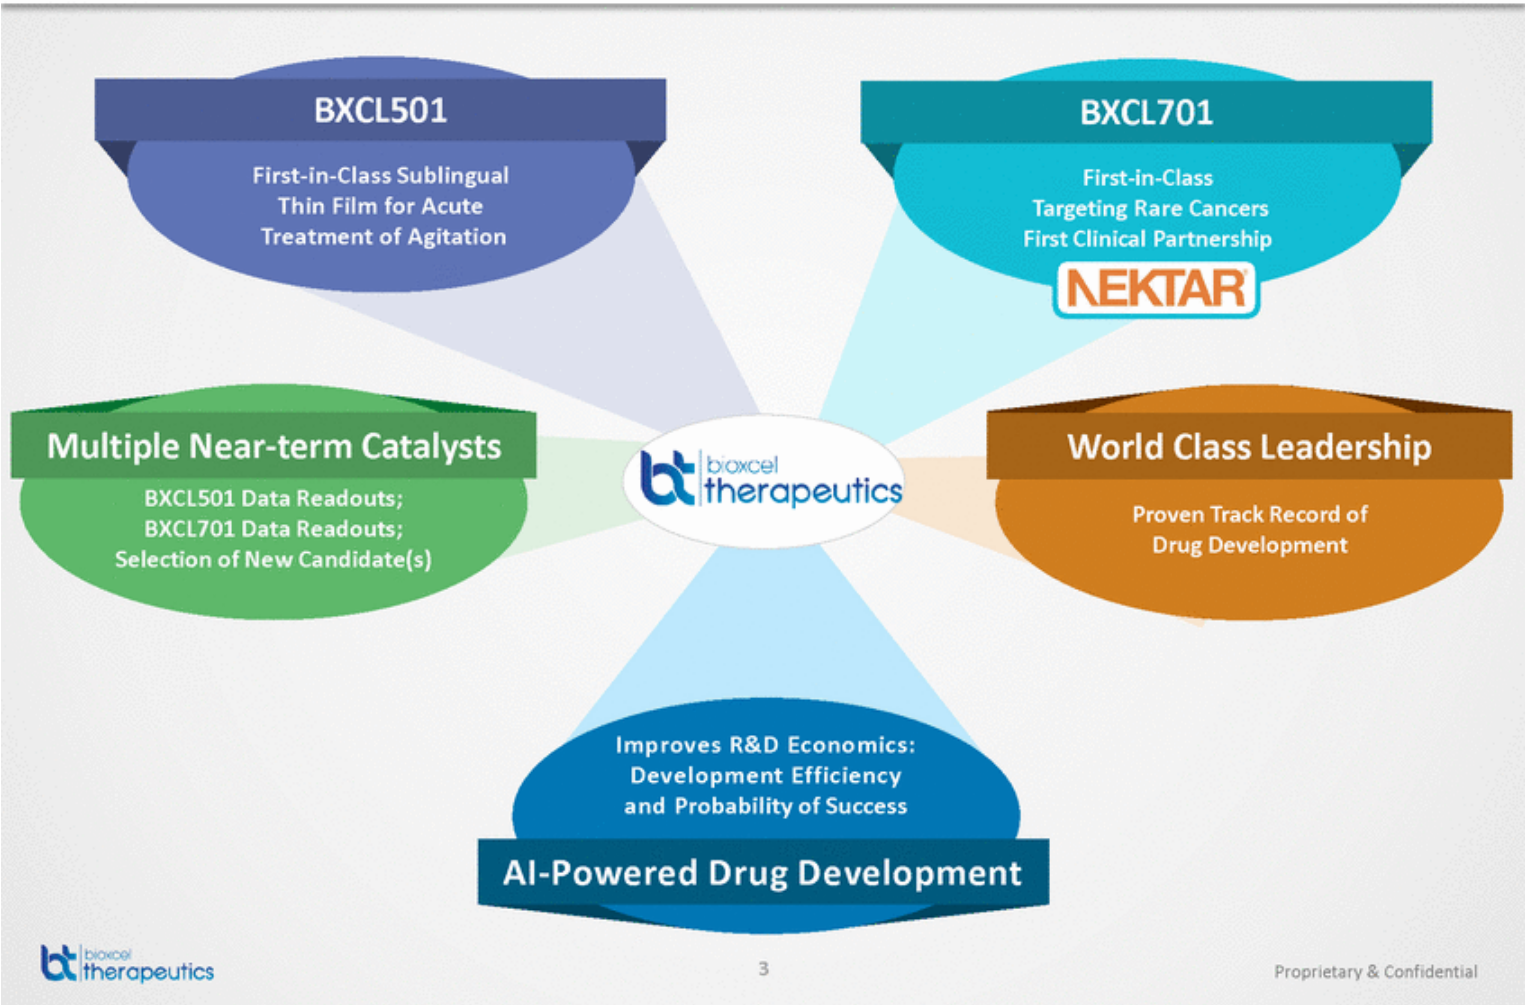 BXCL501
First-in-Class Sublingual
Thin Film for Acute
Treatment of Agitation
BXCL701
First-in-Class
Targeting Rare Cancers
First Clinical Partnership
NEKTAR
Multiple Near-term Catalysts
BXCL501 Data Readouts;
BXCL701 Data Readouts;
Selection of New Candidate(s)
bt bioxcel
therapeutics
World Class Leadership
Proven Track Record of
Drug Development
Improves R&D Economics:
Development Efficiency
and Probability of Success
AI-Powered Drug Development
bt bioxcel
therapeutics
3
Proprietary & Confidential